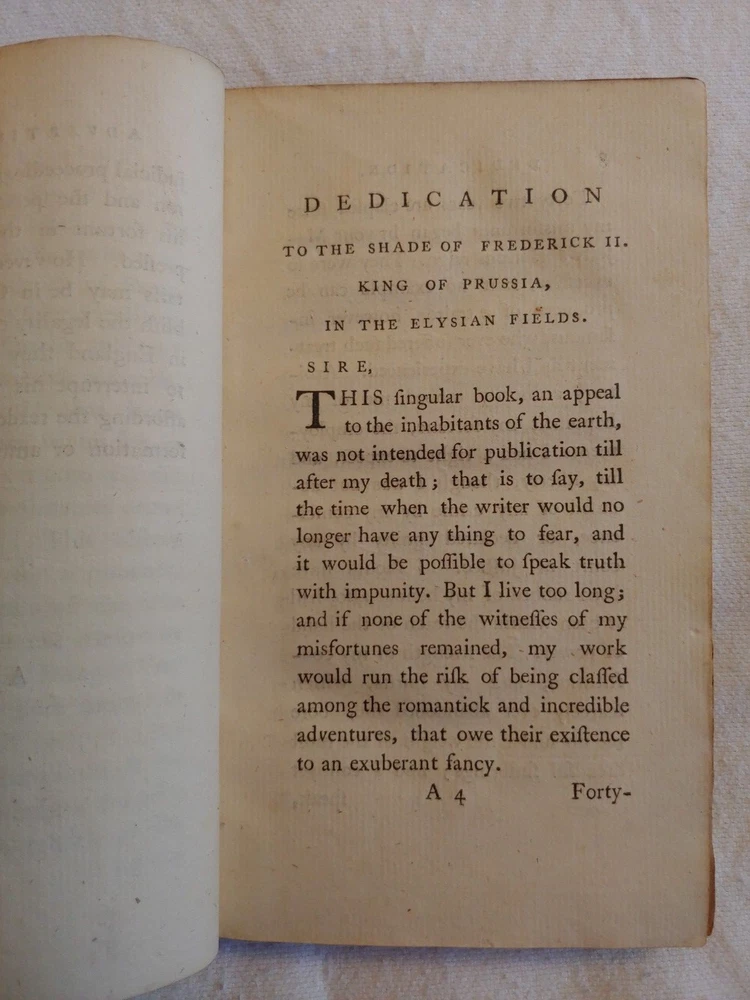 DEDICATION
TO THE SHADE OF FREDERICK II.
KING OF PRUSSIA,
IN THE ELYSIAN FIELDS.
SIRE,
THIS ſingular book, an appeal
to the inhabitants of the earth,
was not intended for publication till
after my death; that is to ſay, till
the time when the writer would no
longer have any thing to fear, and
it would be poſſible to ſpeak truth
with impunity. But I live too long;
and if none of the witneſſes of my
misfortunes remained, my work
would run the riſk of being claſſed
among the romantick and incredible
adventures, that owe their exiſtence
to an exuberant fancy.
A 4 Forty-